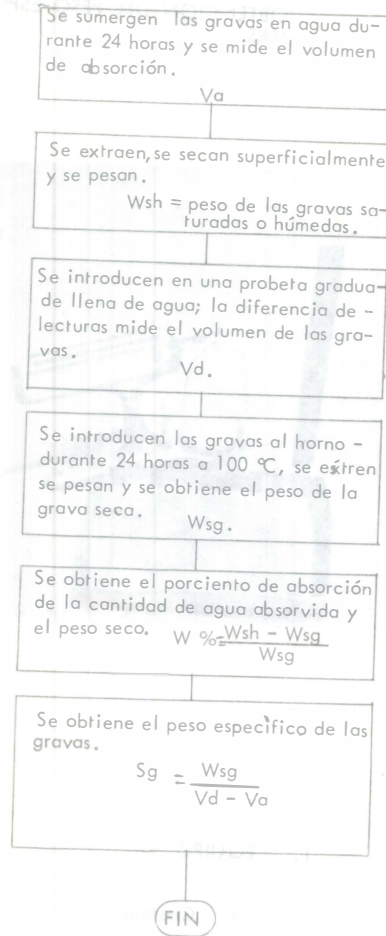 Se sumergen las gravas en agua du-
rante 24 horas y se mide el volumen
de absorción.
Va
Se extraen, se secan superficialmente
y se pesan.
Wsh = peso de las gravas sa-
turadas o húmedas.
Se introducen en una probeta gradua-
de llena de agua; la diferencia de -
lecturas mide el volumen de las gra-
vas.
Vd.
Se introducen las gravas al horno -
durante 24 horas a 100 °C, se extren
se pesan y se obtiene el peso de la
grava seca.
Wsg.
Se obtiene el porciento de absorción
de la cantidad de agua absorvida y
el peso seco. W %= Wsh - Wsg
Wsg
Se obtiene el peso especìfico de las
gravas.
Sg = Wsg
Vd - Va
FIN